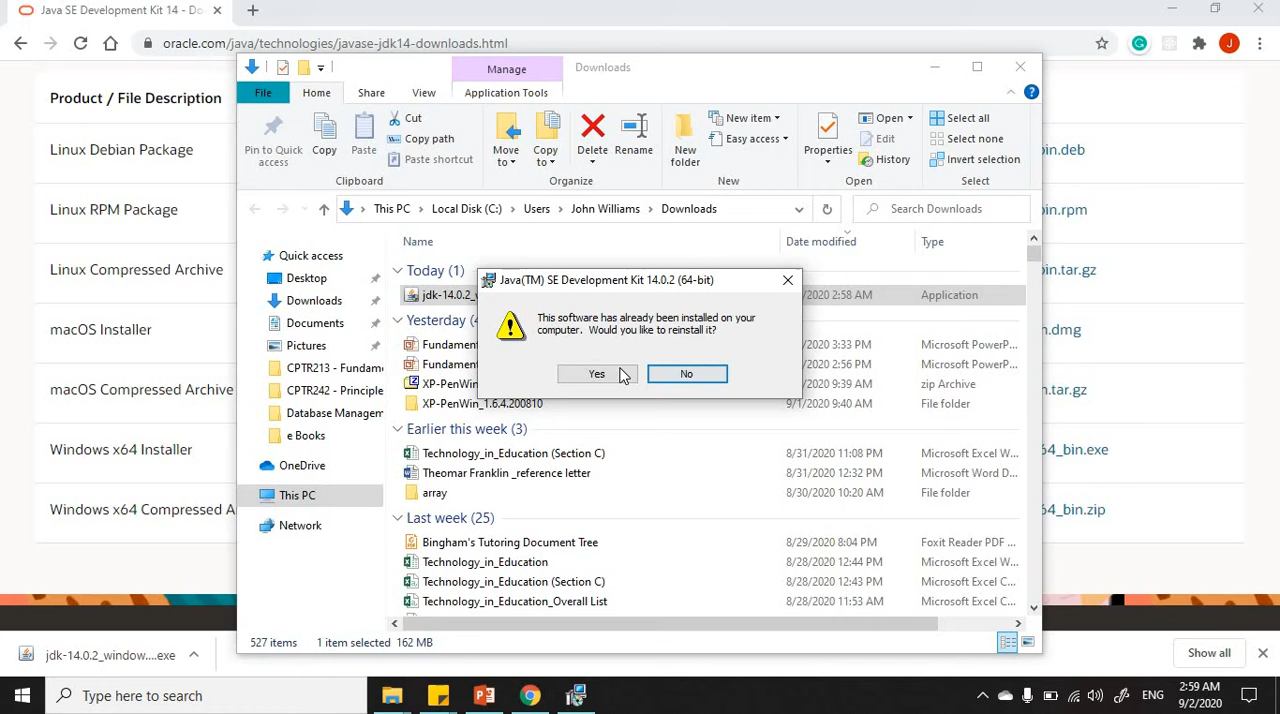 Java SE Development Kit 14 - Do
oracle.com/java/technologies/javase-jdk14-downloads.html
J
Manage
Downloads
File
Home
Share
View
Application Tools
Pin to Quick access
Copy
Paste
Cut
Copy path
Paste shortcut
Clipboard
Move to
Copy to
Delete
Rename
Organize
New folder
New item
Easy access
New
Properties
Open
Edit
History
Open
Select all
Select none
Invert selection
Select
This PC > Local Disk (C:) > Users > John Williams > Downloads
Search Downloads
Product / File Description
Linux Debian Package
Linux RPM Package
Linux Compressed Archive
macOS Installer
macOS Compressed Archive
Windows x64 Installer
Windows x64 Compressed A
Quick access
Desktop
Downloads
Documents
Pictures
CPTR213 - Fundame
CPTR242 - Principle
Database Managem
e Books
OneDrive
This PC
Network
Name
Date modified
Type
Today (1)
jdk-14.0.2_w
/2020 2:58 AM
Application
Yesterday (4
Fundament
3:33 PM
Microsoft PowerP...
Fundament
2:56 PM
Microsoft PowerP...
XP-PenWin
9:39 AM
zip Archive
XP-PenWin_1.6.4.200810
9/1/2020 9:40 AM
File folder
Earlier this week (3)
Technology_in_Education (Section C)
8/31/2020 11:08 PM
Microsoft Excel W...
Theomar Franklin _reference letter
8/31/2020 12:32 PM
Microsoft Word D...
array
8/30/2020 10:20 AM
File folder
Last week (25)
Bingham's Tutoring Document Tree
8/29/2020 8:04 PM
Foxit Reader PDF ...
Technology_in_Education
8/28/2020 12:44 PM
Microsoft Excel W...
Technology_in_Education (Section C)
8/28/2020 12:43 PM
Microsoft Excel C...
Technology_in_Education_Overall List
8/28/2020 11:53 AM
Microsoft Excel C...
Java(TM) SE Development Kit 14.0.2 (64-bit)
This software has already been installed on your
computer. Would you like to reinstall it?
Yes
No
bin.deb
bin.rpm
bin.tar.gz
bin.dmg
bin.tar.gz
64_bin.exe
64_bin.zip
527 items
1 item selected 162 MB
jdk-14.0.2_window....exe
Show all
Type here to search
ENG
2:59 AM
9/2/2020